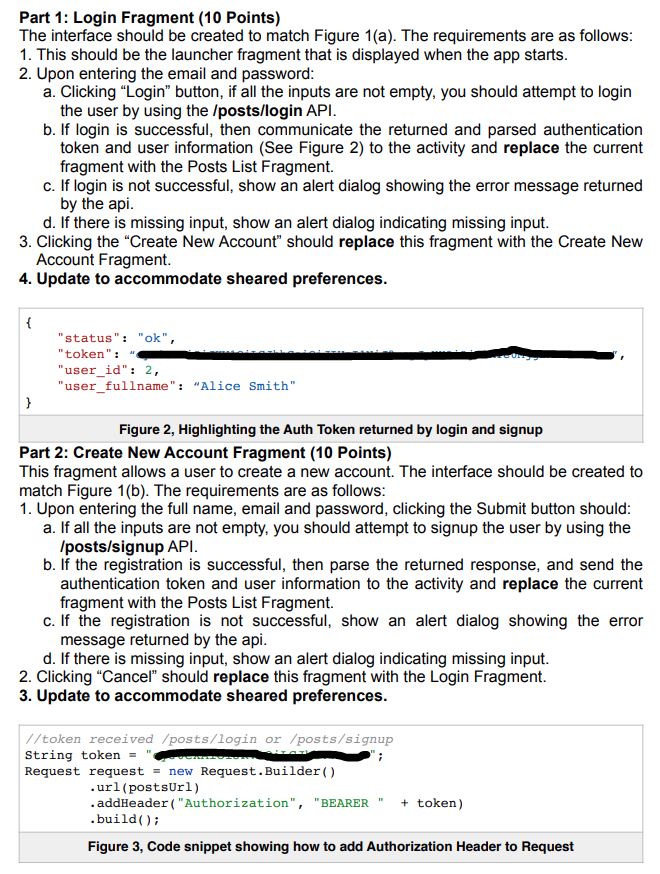 Part 1: Login Fragment (10 Points)
The interface should be created to match Figure 1(a). The requirements are as follows:
1. This should be the launcher fragment that is displayed when the app starts.
2. Upon entering the email and password:
a. Clicking “Login” button, if all the inputs are not empty, you should attempt to login
the user by using the /posts/login API.
b. If login is successful, then communicate the returned and parsed authentication
token and user information (See Figure 2) to the activity and replace the current
fragment with the Posts List Fragment.
c. If login is not successful, show an alert dialog showing the error message returned
by the api.
d. If there is missing input, show an alert dialog indicating missing input.
3. Clicking the “Create New Account” should replace this fragment with the Create New
Account Fragment.
4. Update to accommodate sheared preferences.
{
"status": "ok",
"token": “ ",
"user_id": 2,
"user_fullname": “Alice Smith"
}
Figure 2, Highlighting the Auth Token returned by login and signup
Part 2: Create New Account Fragment (10 Points)
This fragment allows a user to create a new account. The interface should be created to
match Figure 1(b). The requirements are as follows:
1. Upon entering the full name, email and password, clicking the Submit button should:
a. If all the inputs are not empty, you should attempt to signup the user by using the
/posts/signup API.
b. If the registration is successful, then parse the returned response, and send the
authentication token and user information to the activity and replace the current
fragment with the Posts List Fragment.
c. If the registration is not successful, show an alert dialog showing the error
message returned by the api.
d. If there is missing input, show an alert dialog indicating missing input.
2. Clicking “Cancel” should replace this fragment with the Login Fragment.
3. Update to accommodate sheared preferences.
//token received /posts/login or /posts/signup
String token = " ";
Request request = new Request.Builder()
.url(postsUrl)
.addHeader("Authorization", "BEARER " + token)
.build();
Figure 3, Code snippet showing how to add Authorization Header to Request